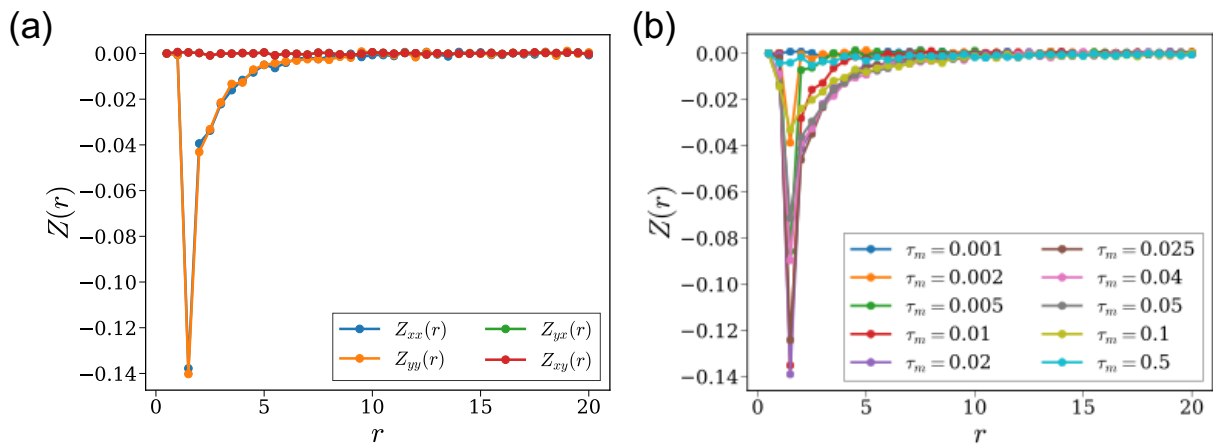 (a)
0.00
−0.02
−0.04
−0.06
−0.08
−0.10
−0.12
−0.14
Z(r)
0 5 10 15 20
r
Z_{xx}(r) Z_{yx}(r)
Z_{yy}(r) Z_{xy}(r)
(b)
0.00
−0.02
−0.04
−0.06
−0.08
−0.10
−0.12
−0.14
Z(r)
0 5 10 15 20
r
τ_m = 0.001 τ_m = 0.025
τ_m = 0.002 τ_m = 0.04
τ_m = 0.005 τ_m = 0.05
τ_m = 0.01 τ_m = 0.1
τ_m = 0.02 τ_m = 0.5